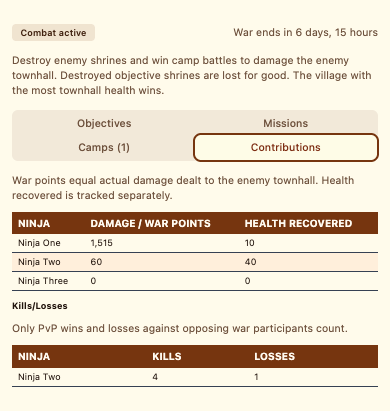 Combat active
War ends in 6 days, 15 hours
Destroy enemy shrines and win camp battles to damage the enemy
townhall. Destroyed objective shrines are lost for good. The village with
the most townhall health wins.
Objectives
Missions
Camps (1)
Contributions
War points equal actual damage dealt to the enemy townhall. Health
recovered is tracked separately.
NINJA DAMAGE / WAR POINTS HEALTH RECOVERED
Ninja One 1,515 10
Ninja Two 60 40
Ninja Three 0 0
Kills/Losses
Only PvP wins and losses against opposing war participants count.
NINJA KILLS LOSSES
Ninja Two 4 1